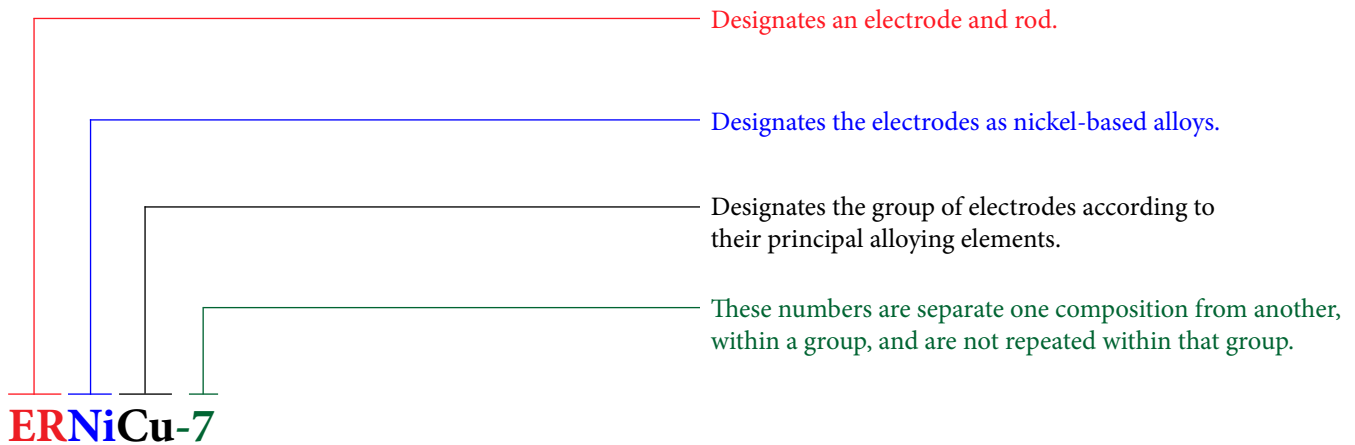 Designates an electrode and rod.
Designates the electrodes as nickel-based alloys.
Designates the group of electrodes according to
their principal alloying elements.
These numbers are separate one composition from another,
within a group, and are not repeated within that group.
ERNiCu-7